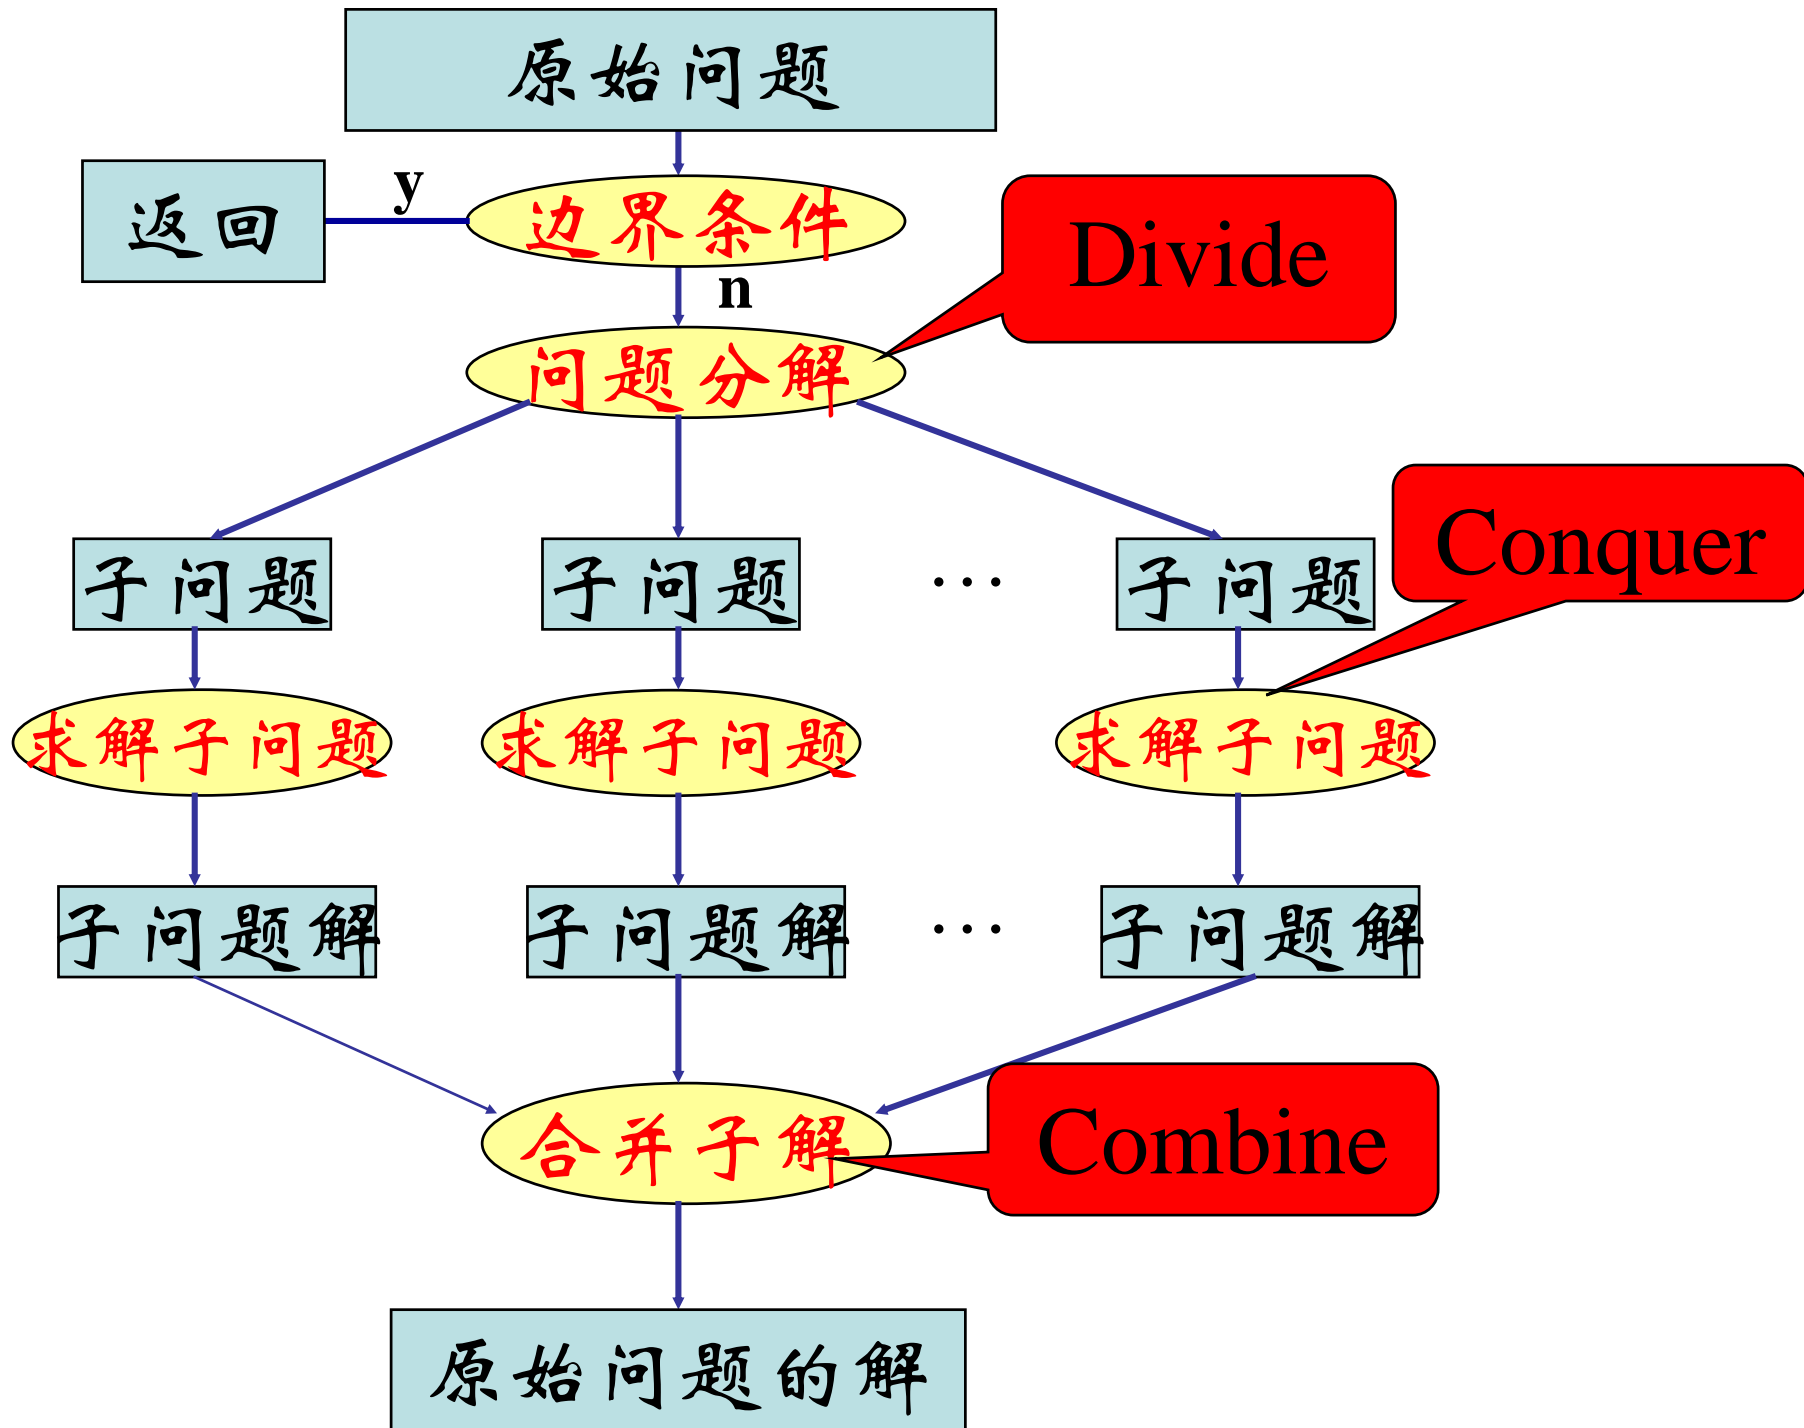 原始问题
返回
y
边界条件
n
Divide
问题分解
Conquer
子问题
子问题
…
子问题
求解子问题
求解子问题
求解子问题
子问题解
子问题解
…
子问题解
合并子解
Combine
原始问题的解